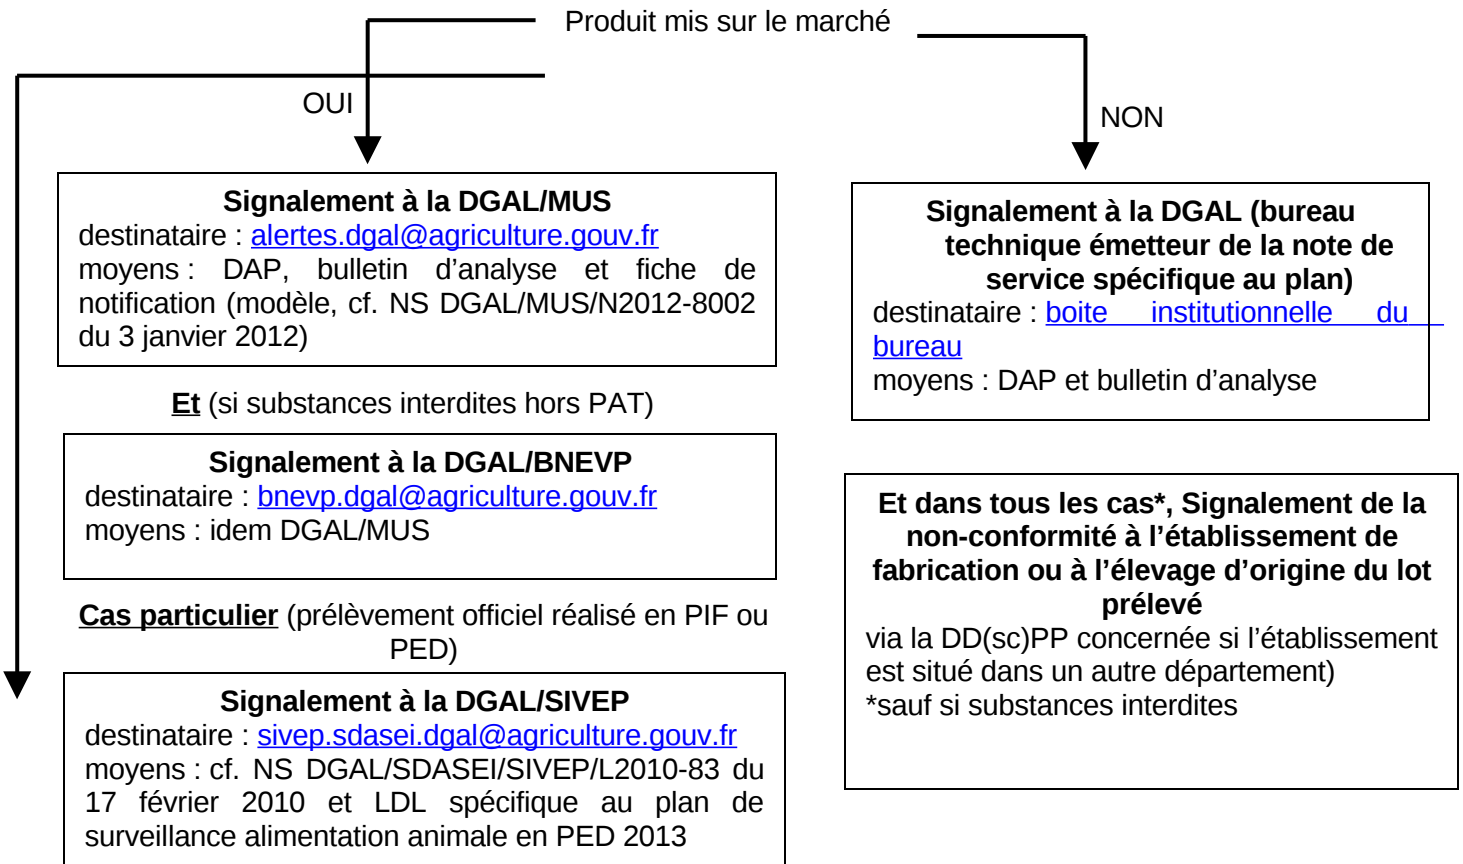 Produit mis sur le marché
OUI
NON
Signalement à la DGAL/MUS
destinataire : alertes.dgal@agriculture.gouv.fr
moyens : DAP, bulletin d’analyse et fiche de
notification (modèle, cf. NS DGAL/MUS/N2012-8002
du 3 janvier 2012)
Et (si substances interdites hors PAT)
Signalement à la DGAL/BNEVP
destinataire : bnevp.dgal@agriculture.gouv.fr
moyens : idem DGAL/MUS
Cas particulier (prélèvement officiel réalisé en PIF ou
PED)
Signalement à la DGAL/SIVEP
destinataire : sivep.sdasei.dgal@agriculture.gouv.fr
moyens : cf. NS DGAL/SDASEI/SIVEP/L2010-83 du
17 février 2010 et LDL spécifique au plan de
surveillance alimentation animale en PED 2013
Signalement à la DGAL (bureau
technique émetteur de la note de
service spécifique au plan)
destinataire : boite institutionnelle du
bureau
moyens : DAP et bulletin d’analyse
Et dans tous les cas*, Signalement de la
non-conformité à l’établissement de
fabrication ou à l’élevage d’origine du lot
prélevé
via la DD(sc)PP concernée si l’établissement
est situé dans un autre département)
*sauf si substances interdites